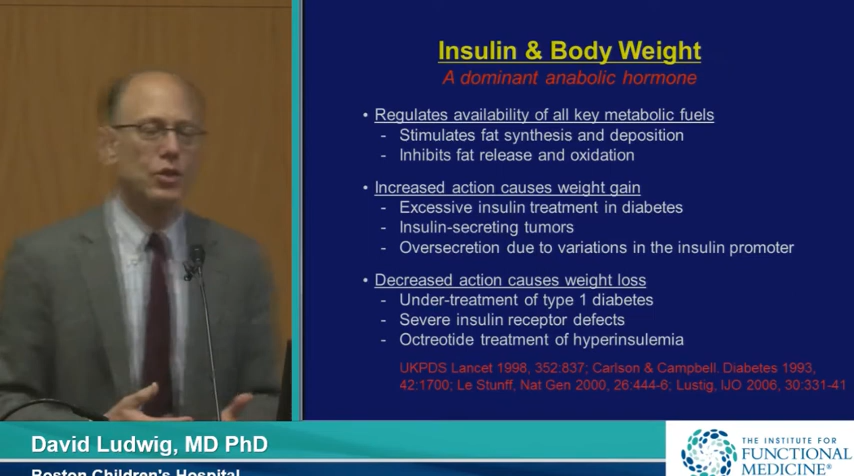 Insulin & Body Weight
A dominant anabolic hormone
• Regulates availability of all key metabolic fuels
- Stimulates fat synthesis and deposition
- Inhibits fat release and oxidation
• Increased action causes weight gain
- Excessive insulin treatment in diabetes
- Insulin-secreting tumors
- Oversecretion due to variations in the insulin promoter
• Decreased action causes weight loss
- Under-treatment of type 1 diabetes
- Severe insulin receptor defects
- Octreotide treatment of hyperinsulemia
UKPDS Lancet 1998, 352:837; Carlson & Campbell. Diabetes 1993,
42:1700; Le Stunff, Nat Gen 2000, 26:444-6; Lustig, IJO 2006, 30:331-41
David Ludwig, MD PhD
Boston Children's Hospital
THE INSTITUTE FOR
FUNCTIONAL
MEDICINE®